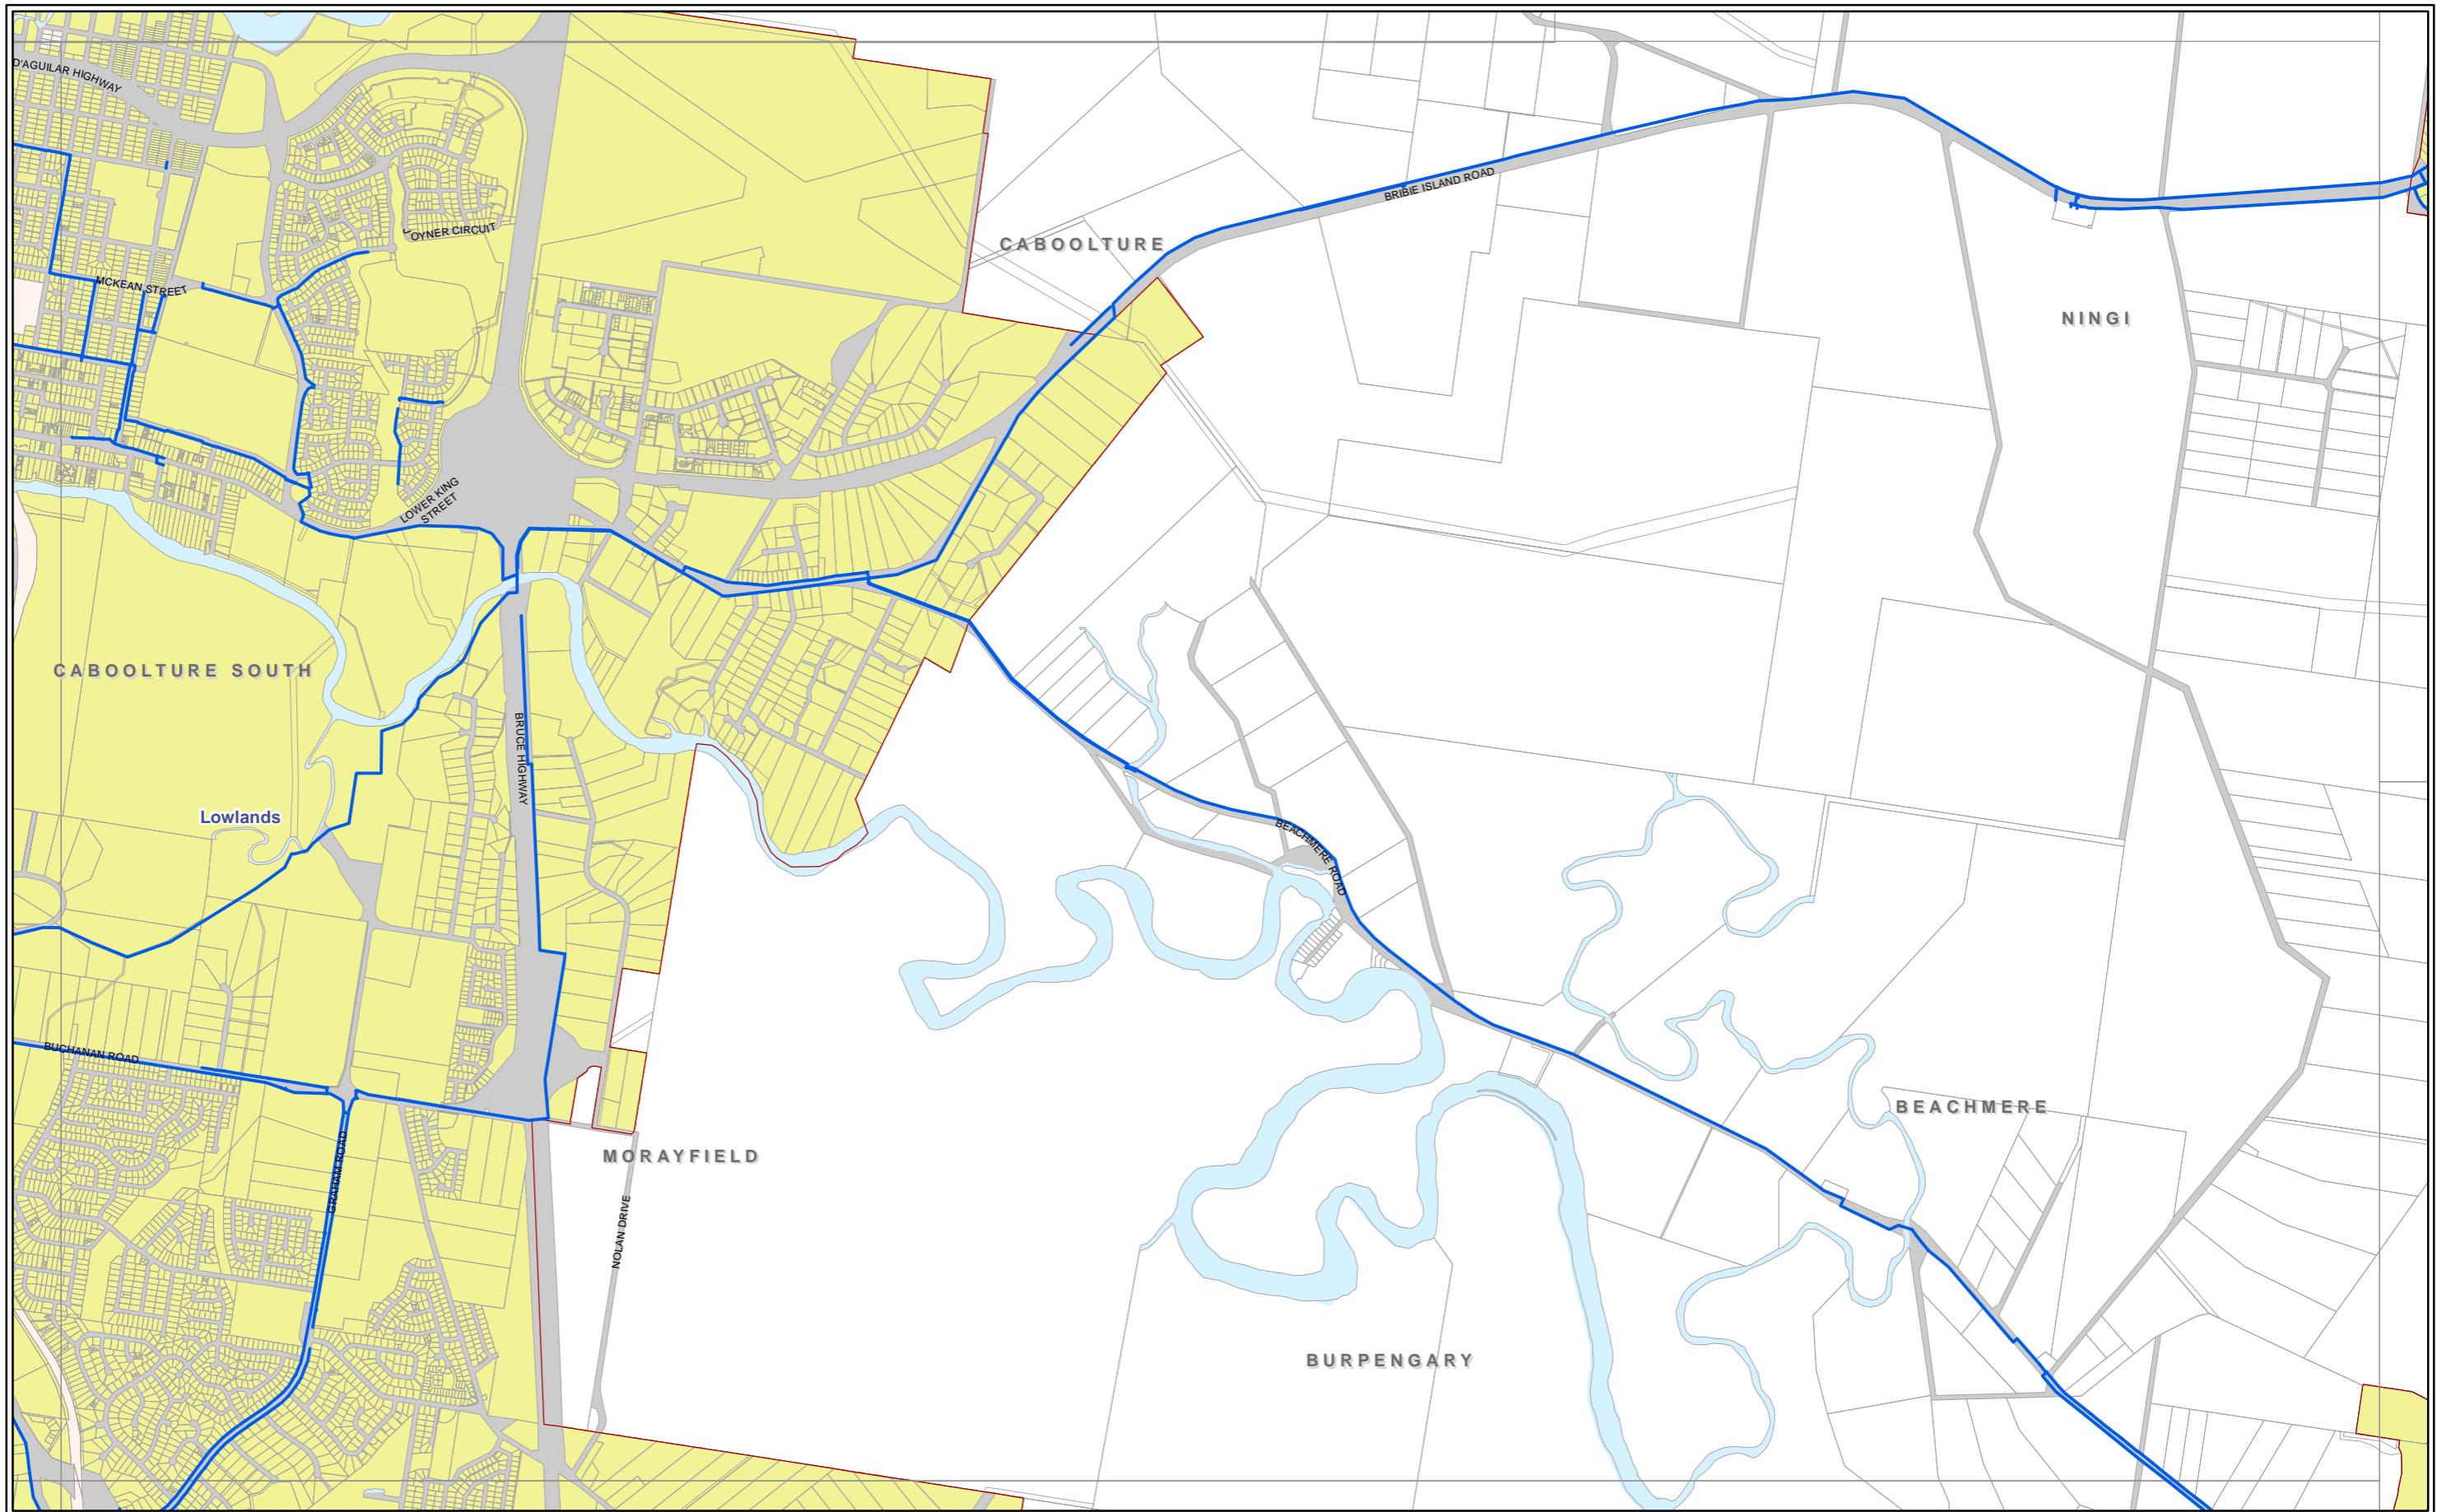 D'AGUILAR HIGHWAY
BRIBIE ISLAND ROAD
OYNER CIRCUIT
CABOOLTURE
MCKEAN STREET
NINGI
LOWER KING
STREET
CABOOLTURE SOUTH
BRUCE HIGHWAY
Lowlands
BEACHMERE ROAD
BUCHANAN ROAD
BEACHMERE
MORAYFIELD
GRAHAM ROAD
NOLAN DRIVE
BURPENGARY